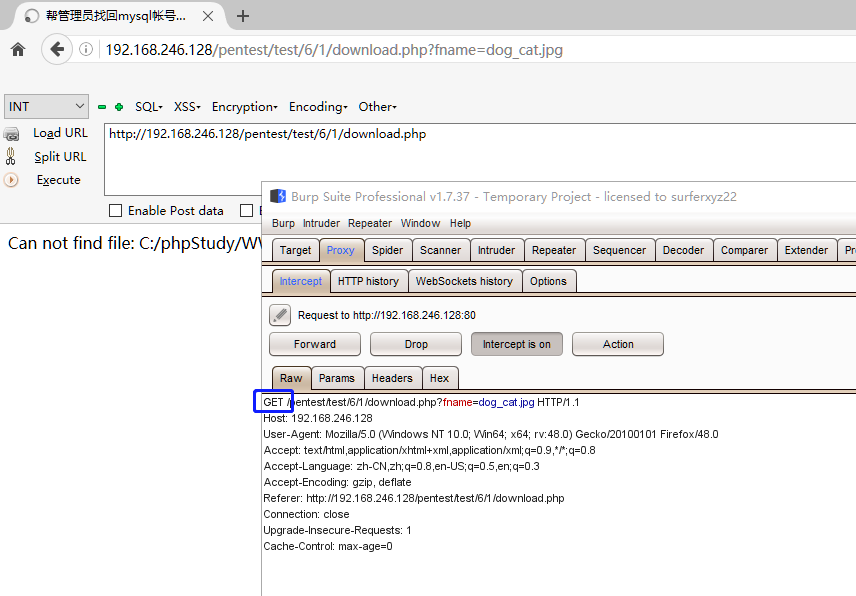 帮管理员找回mysql帐号...
192.168.246.128/pentest/test/6/1/download.php?fname=dog_cat.jpg
INT SQL XSS Encryption Encoding Other
Load URL http://192.168.246.128/pentest/test/6/1/download.php
Split URL
Execute
Enable Post data
Can not find file: C:/phpStudy/WW
Burp Suite Professional v1.7.37 - Temporary Project - licensed to surferxyz22
Burp Intruder Repeater Window Help
Target Proxy Spider Scanner Intruder Repeater Sequencer Decoder Comparer Extender Pr
Intercept HTTP history WebSockets history Options
Request to http://192.168.246.128:80
Forward Drop Intercept is on Action
Raw Params Headers Hex
GET /pentest/test/6/1/download.php?fname=dog_cat.jpg HTTP/1.1
Host: 192.168.246.128
User-Agent: Mozilla/5.0 (Windows NT 10.0; Win64; x64; rv:48.0) Gecko/20100101 Firefox/48.0
Accept: text/html,application/xhtml+xml,application/xml;q=0.9,*/*;q=0.8
Accept-Language: zh-CN,zh;q=0.8,en-US;q=0.5,en;q=0.3
Accept-Encoding: gzip, deflate
Referer: http://192.168.246.128/pentest/test/6/1/download.php
Connection: close
Upgrade-Insecure-Requests: 1
Cache-Control: max-age=0